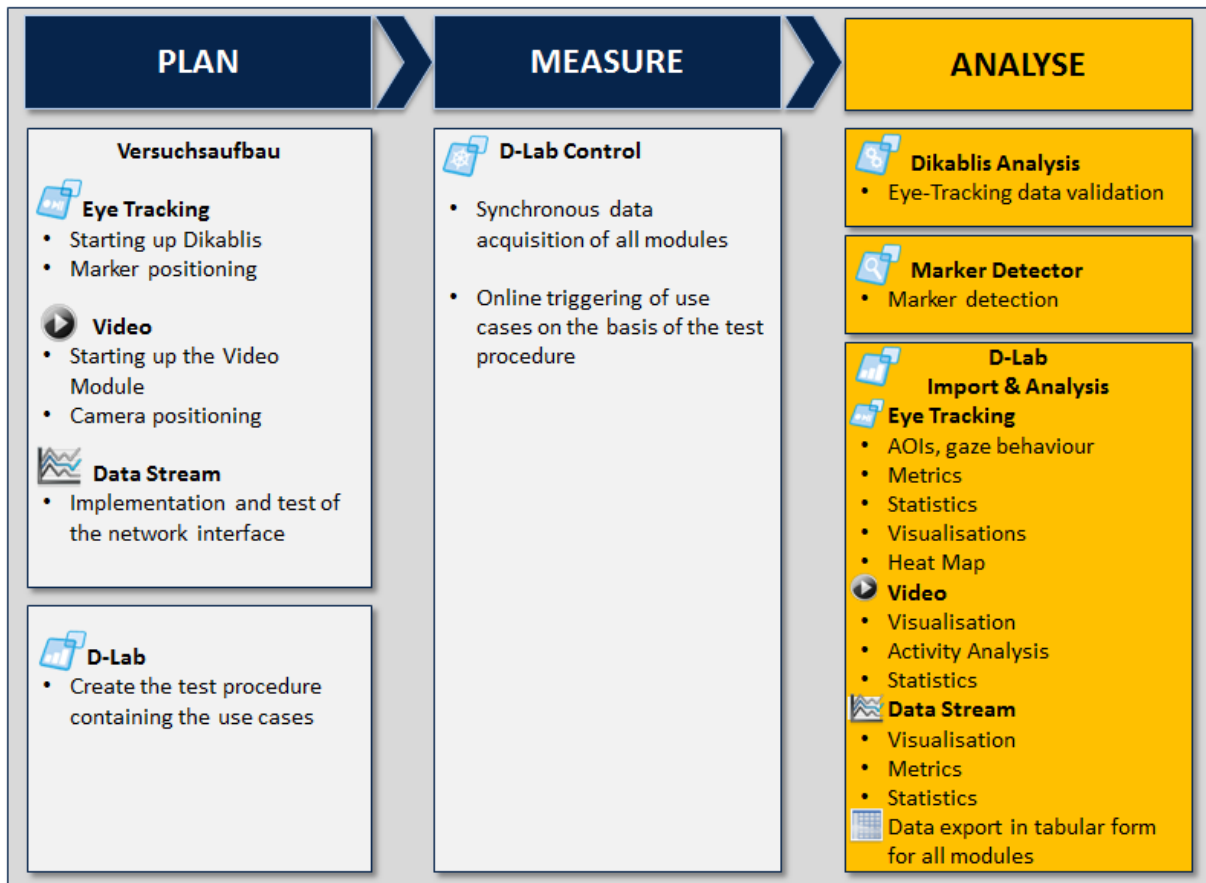 PLAN
MEASURE
ANALYSE
Versuchsaufbau
Eye Tracking
• Starting up Dikablis
• Marker positioning
Video
• Starting up the Video
Module
• Camera positioning
Data Stream
• Implementation and test of
the network interface
D-Lab
• Create the test procedure
containing the use cases
D-Lab Control
• Synchronous data
acquisition of all modules
• Online triggering of use
cases on the basis of the test
procedure
Dikablis Analysis
• Eye-Tracking data validation
Marker Detector
• Marker detection
D-Lab
Import & Analysis
Eye Tracking
• AOIs, gaze behaviour
• Metrics
• Statistics
• Visualisations
• Heat Map
Video
• Visualisation
• Activity Analysis
• Statistics
Data Stream
• Visualisation
• Metrics
• Statistics
Data export in tabular form
for all modules